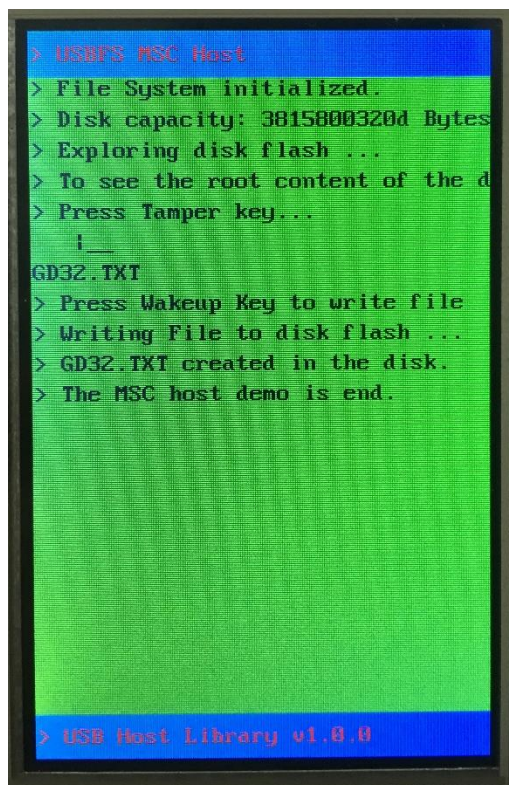 > USBFS MSC Host
> File System initialized.
> Disk capacity: 3815800320d Bytes
> Exploring disk flash ...
> To see the root content of the d
> Press Tamper key...
|__
GD32.TXT
> Press Wakeup Key to write file
> Writing File to disk flash ...
> GD32.TXT created in the disk.
> The MSC host demo is end.
> USB Host Library v1.0.0